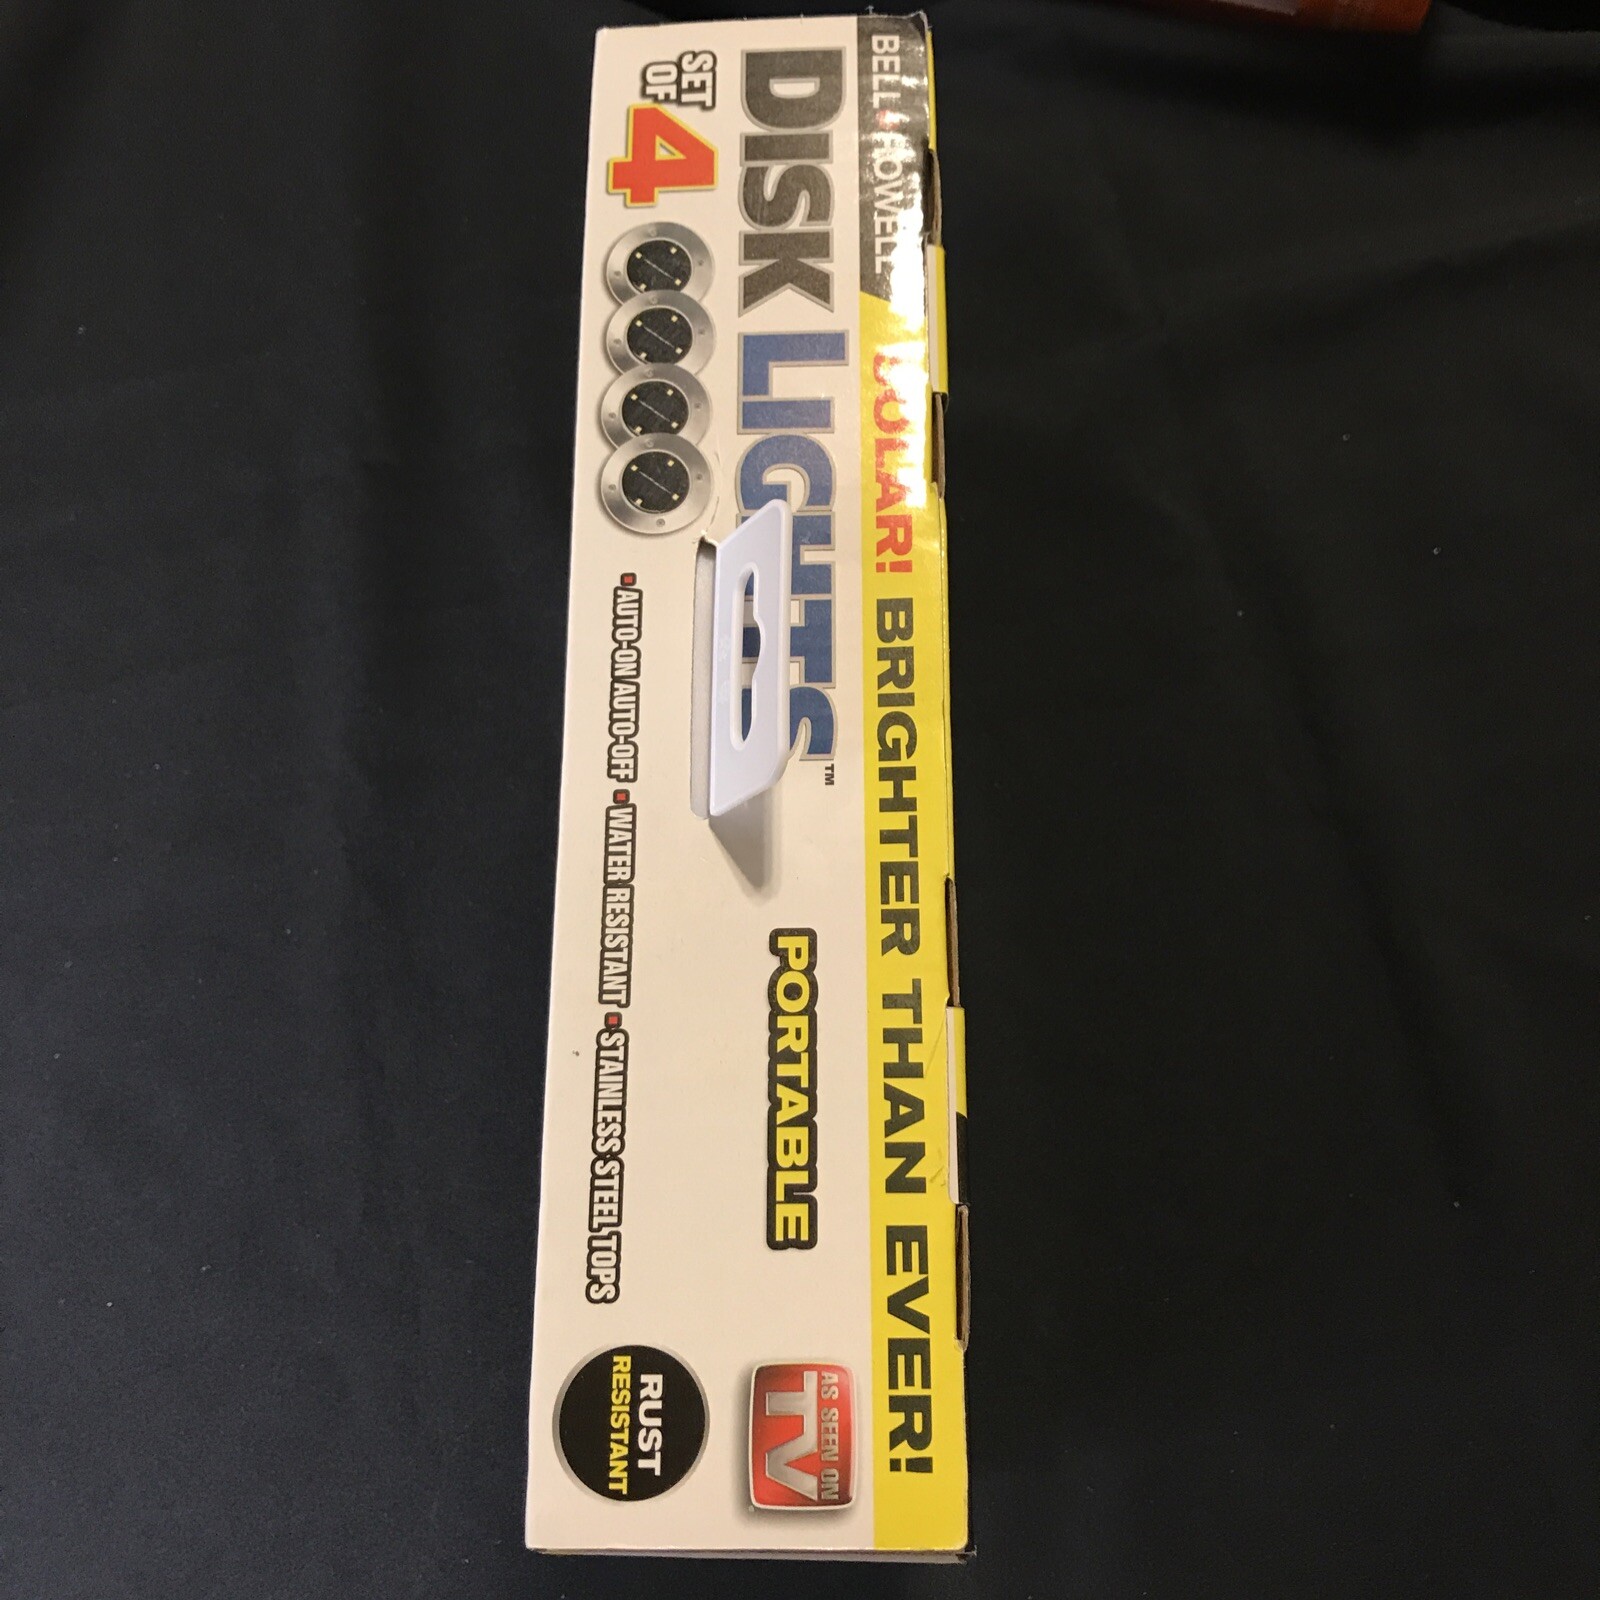 BELL+HOWELL
SOLAR! BRIGHTER THAN EVER!
DISK LIGHTS™
PORTABLE
AS SEEN ON
TV
SET
OF 4
•AUTO-ON AUTO-OFF •WATER RESISTANT •STAINLESS STEEL TOPS
RUST
RESISTANT